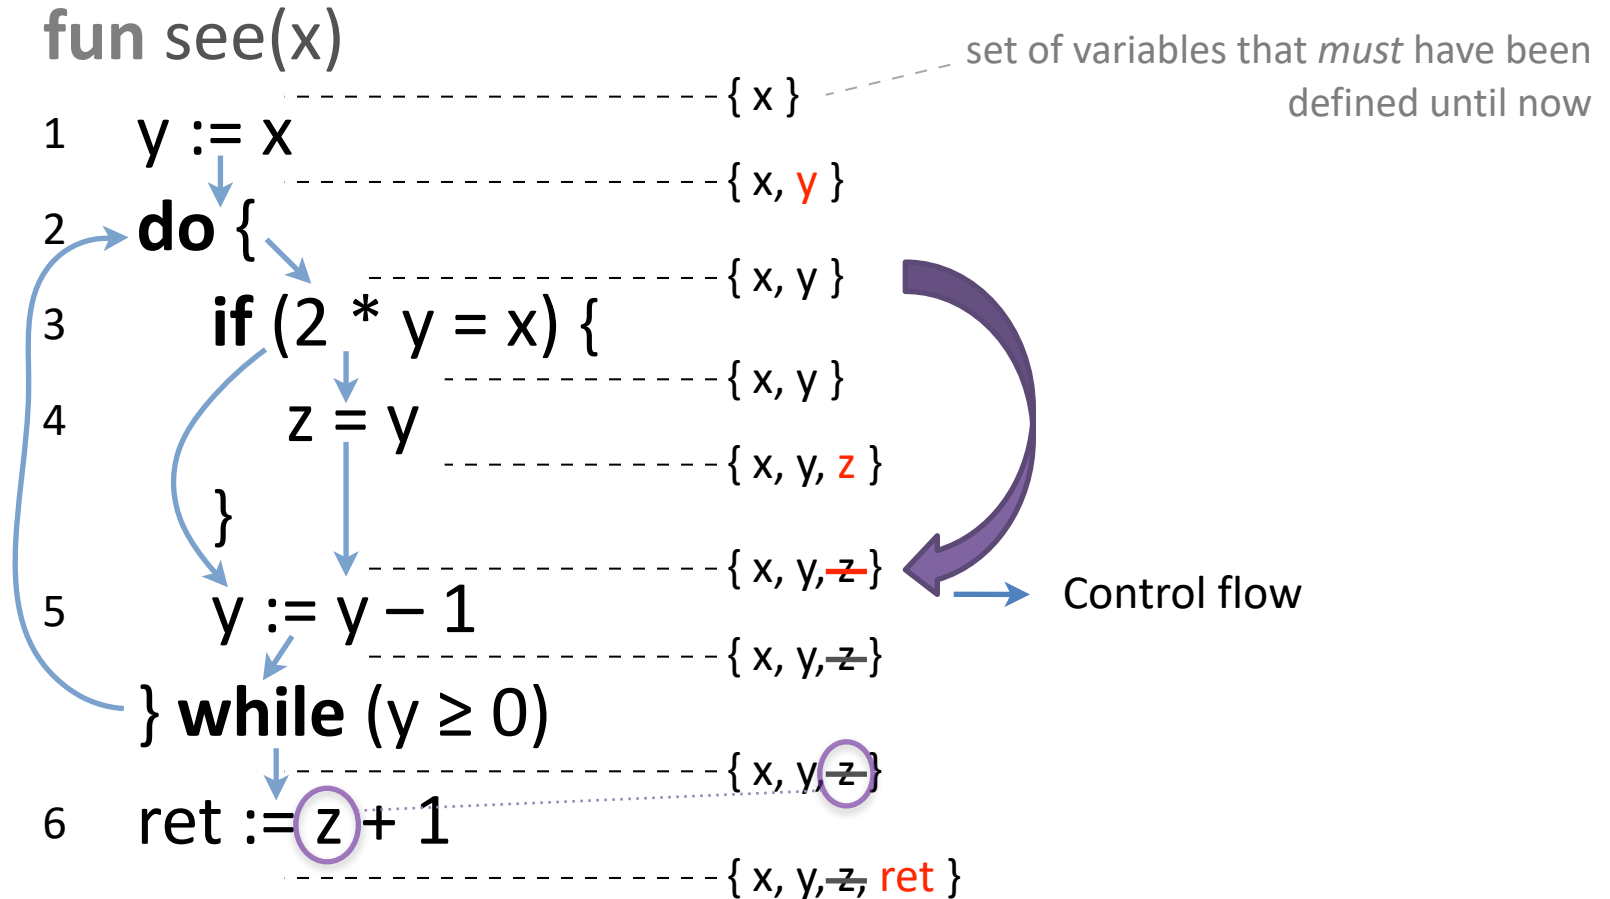 fun see(x)
set of variables that must have been
defined until now
{ x }
1 y := x
{ x, y }
2 do {
{ x, y }
3 if (2 * y = x) {
{ x, y }
4 z = y
{ x, y, z }
}
{ x, y, z }
Control flow
5 y := y – 1
{ x, y, z }
} while (y ≥ 0)
{ x, y, z }
6 ret := z + 1
{ x, y, z, ret }